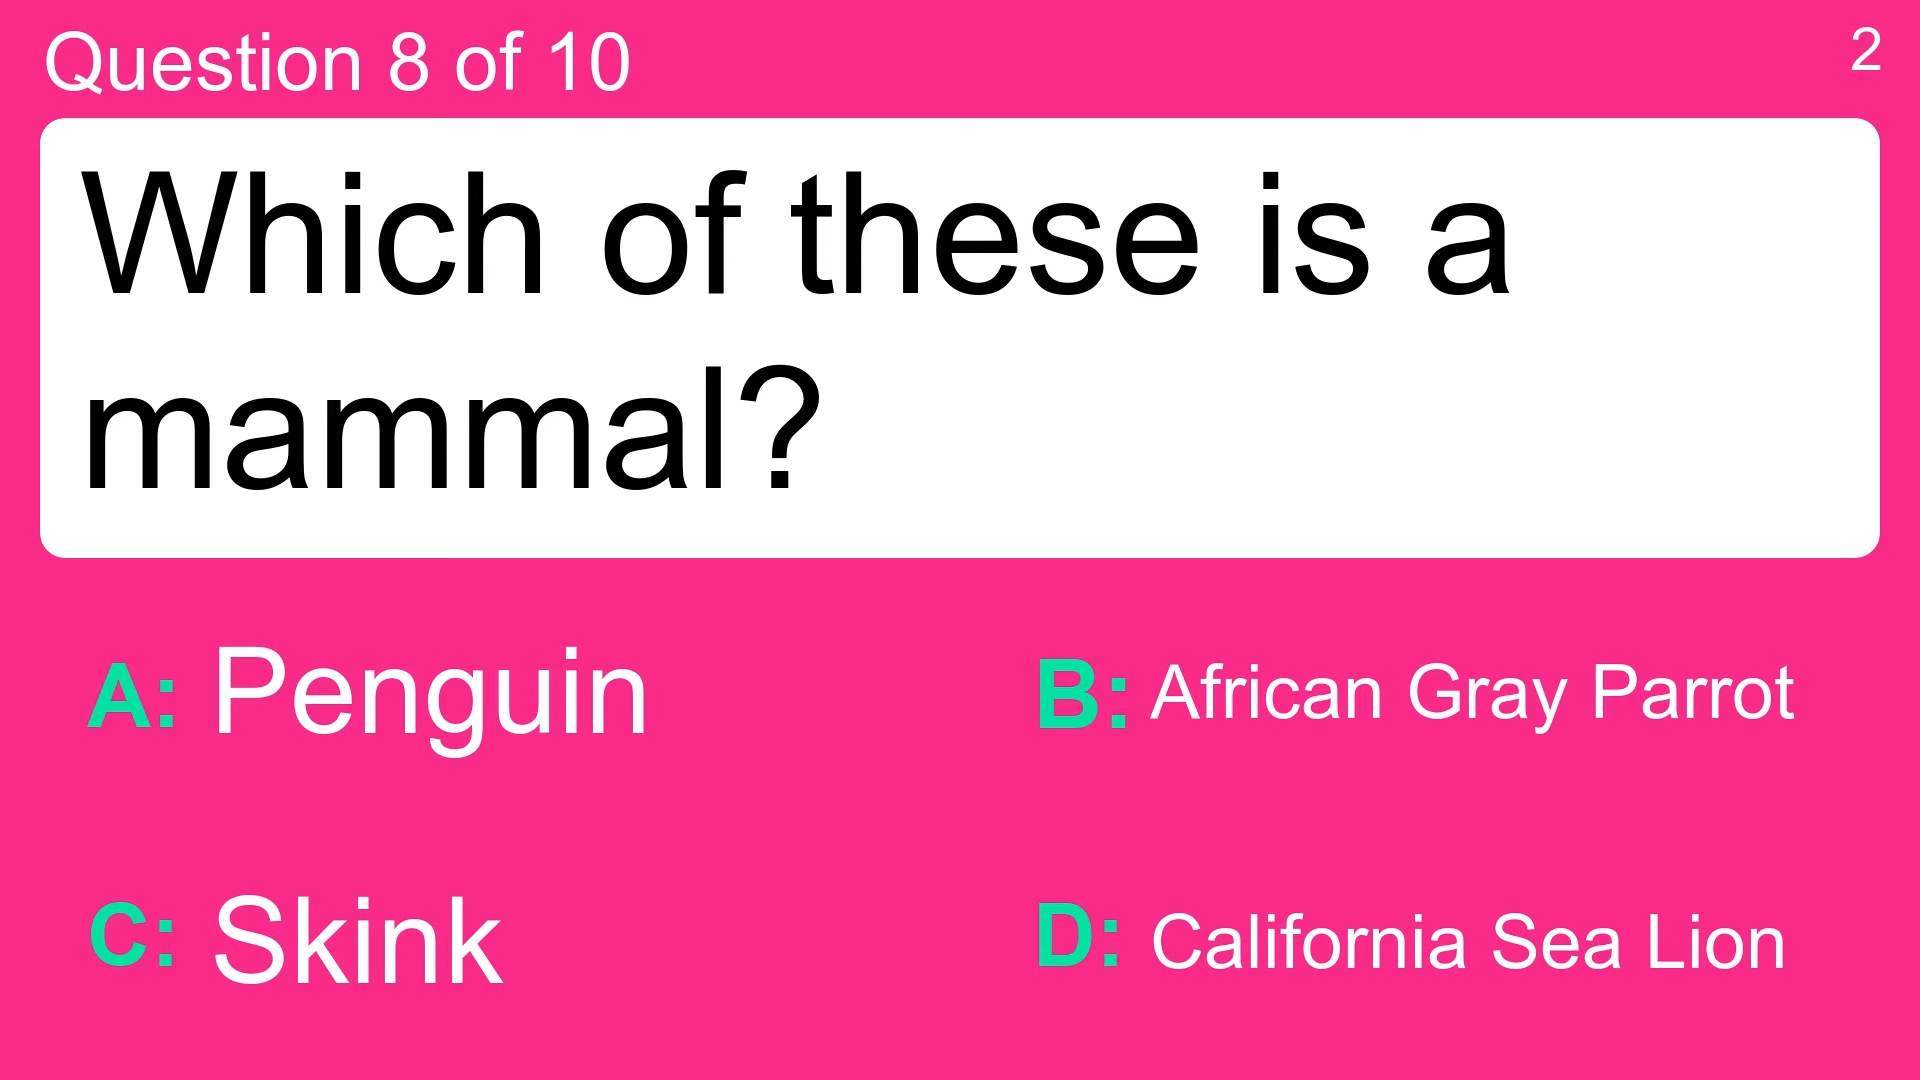 Question 8 of 10
2
Which of these is a
mammal?
A: Penguin
B: African Gray Parrot
C: Skink
D: California Sea Lion